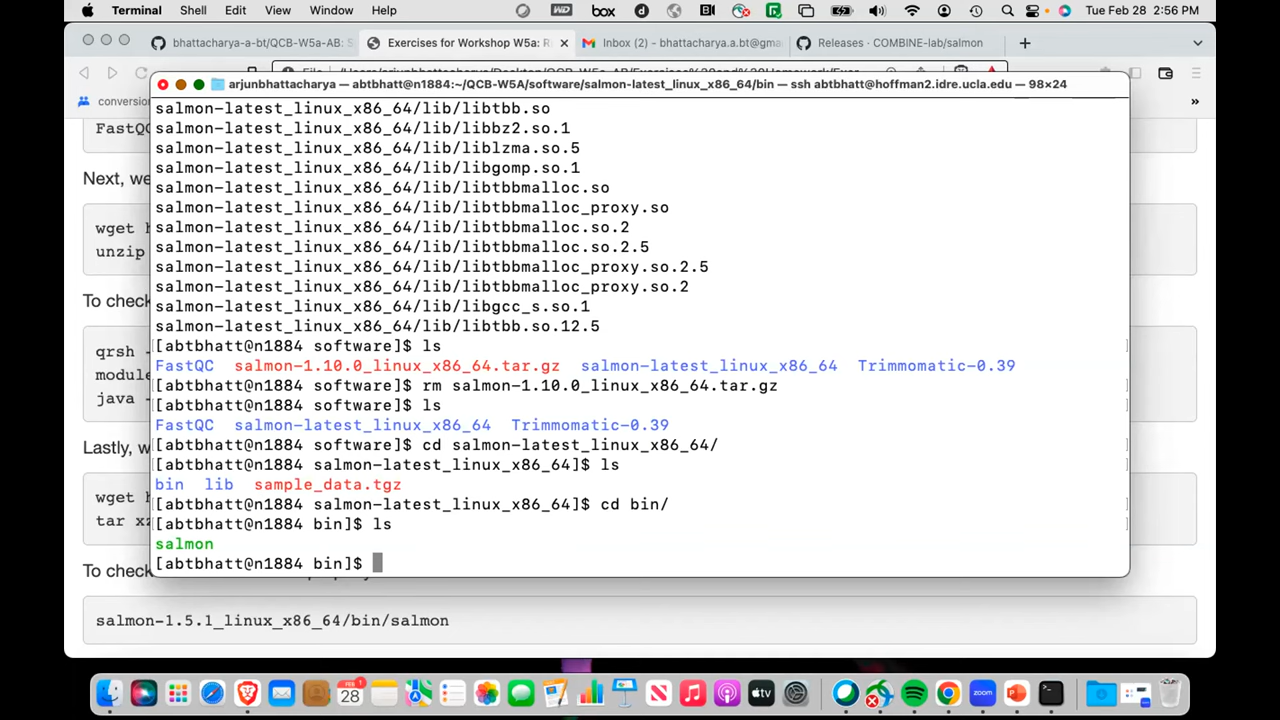 Terminal Shell Edit View Window Help Tue Feb 28 2:56 PM
bhattacharya-a-bt/QCB-W5a-AB: S Exercises for Workshop W5a: R Inbox (2) - bhattacharya.a.bt@gma Releases · COMBINE-lab/salmon
arjunbhattacharya — abtbhatt@n1884:~/QCB-W5A/software/salmon-latest_linux_x86_64/bin — ssh abtbhatt@hoffman2.idre.ucla.edu — 98×24
conversion
salmon-latest_linux_x86_64/lib/libtbb.so
FastQC
salmon-latest_linux_x86_64/lib/libbz2.so.1
salmon-latest_linux_x86_64/lib/liblzma.so.5
salmon-latest_linux_x86_64/lib/libgomp.so.1
Next, we
salmon-latest_linux_x86_64/lib/libtbbmalloc.so
salmon-latest_linux_x86_64/lib/libtbbmalloc_proxy.so
wget h
salmon-latest_linux_x86_64/lib/libtbbmalloc.so.2
unzip
salmon-latest_linux_x86_64/lib/libtbbmalloc.so.2.5
salmon-latest_linux_x86_64/lib/libtbbmalloc_proxy.so.2.5
salmon-latest_linux_x86_64/lib/libtbbmalloc_proxy.so.2
To check
salmon-latest_linux_x86_64/lib/libgcc_s.so.1
salmon-latest_linux_x86_64/lib/libtbb.so.12.5
qrsh -
[abtbhatt@n1884 software]$ ls
module
FastQC salmon-1.10.0_linux_x86_64.tar.gz salmon-latest_linux_x86_64 Trimmomatic-0.39
[abtbhatt@n1884 software]$ rm salmon-1.10.0_linux_x86_64.tar.gz
java -
[abtbhatt@n1884 software]$ ls
FastQC salmon-latest_linux_x86_64 Trimmomatic-0.39
Lastly, w
[abtbhatt@n1884 software]$ cd salmon-latest_linux_x86_64/
[abtbhatt@n1884 salmon-latest_linux_x86_64]$ ls
bin lib sample_data.tgz
wget h
[abtbhatt@n1884 salmon-latest_linux_x86_64]$ cd bin/
tar xz
[abtbhatt@n1884 bin]$ ls
salmon
[abtbhatt@n1884 bin]$
To check
salmon-1.5.1_linux_x86_64/bin/salmon
FEB
28
zoom